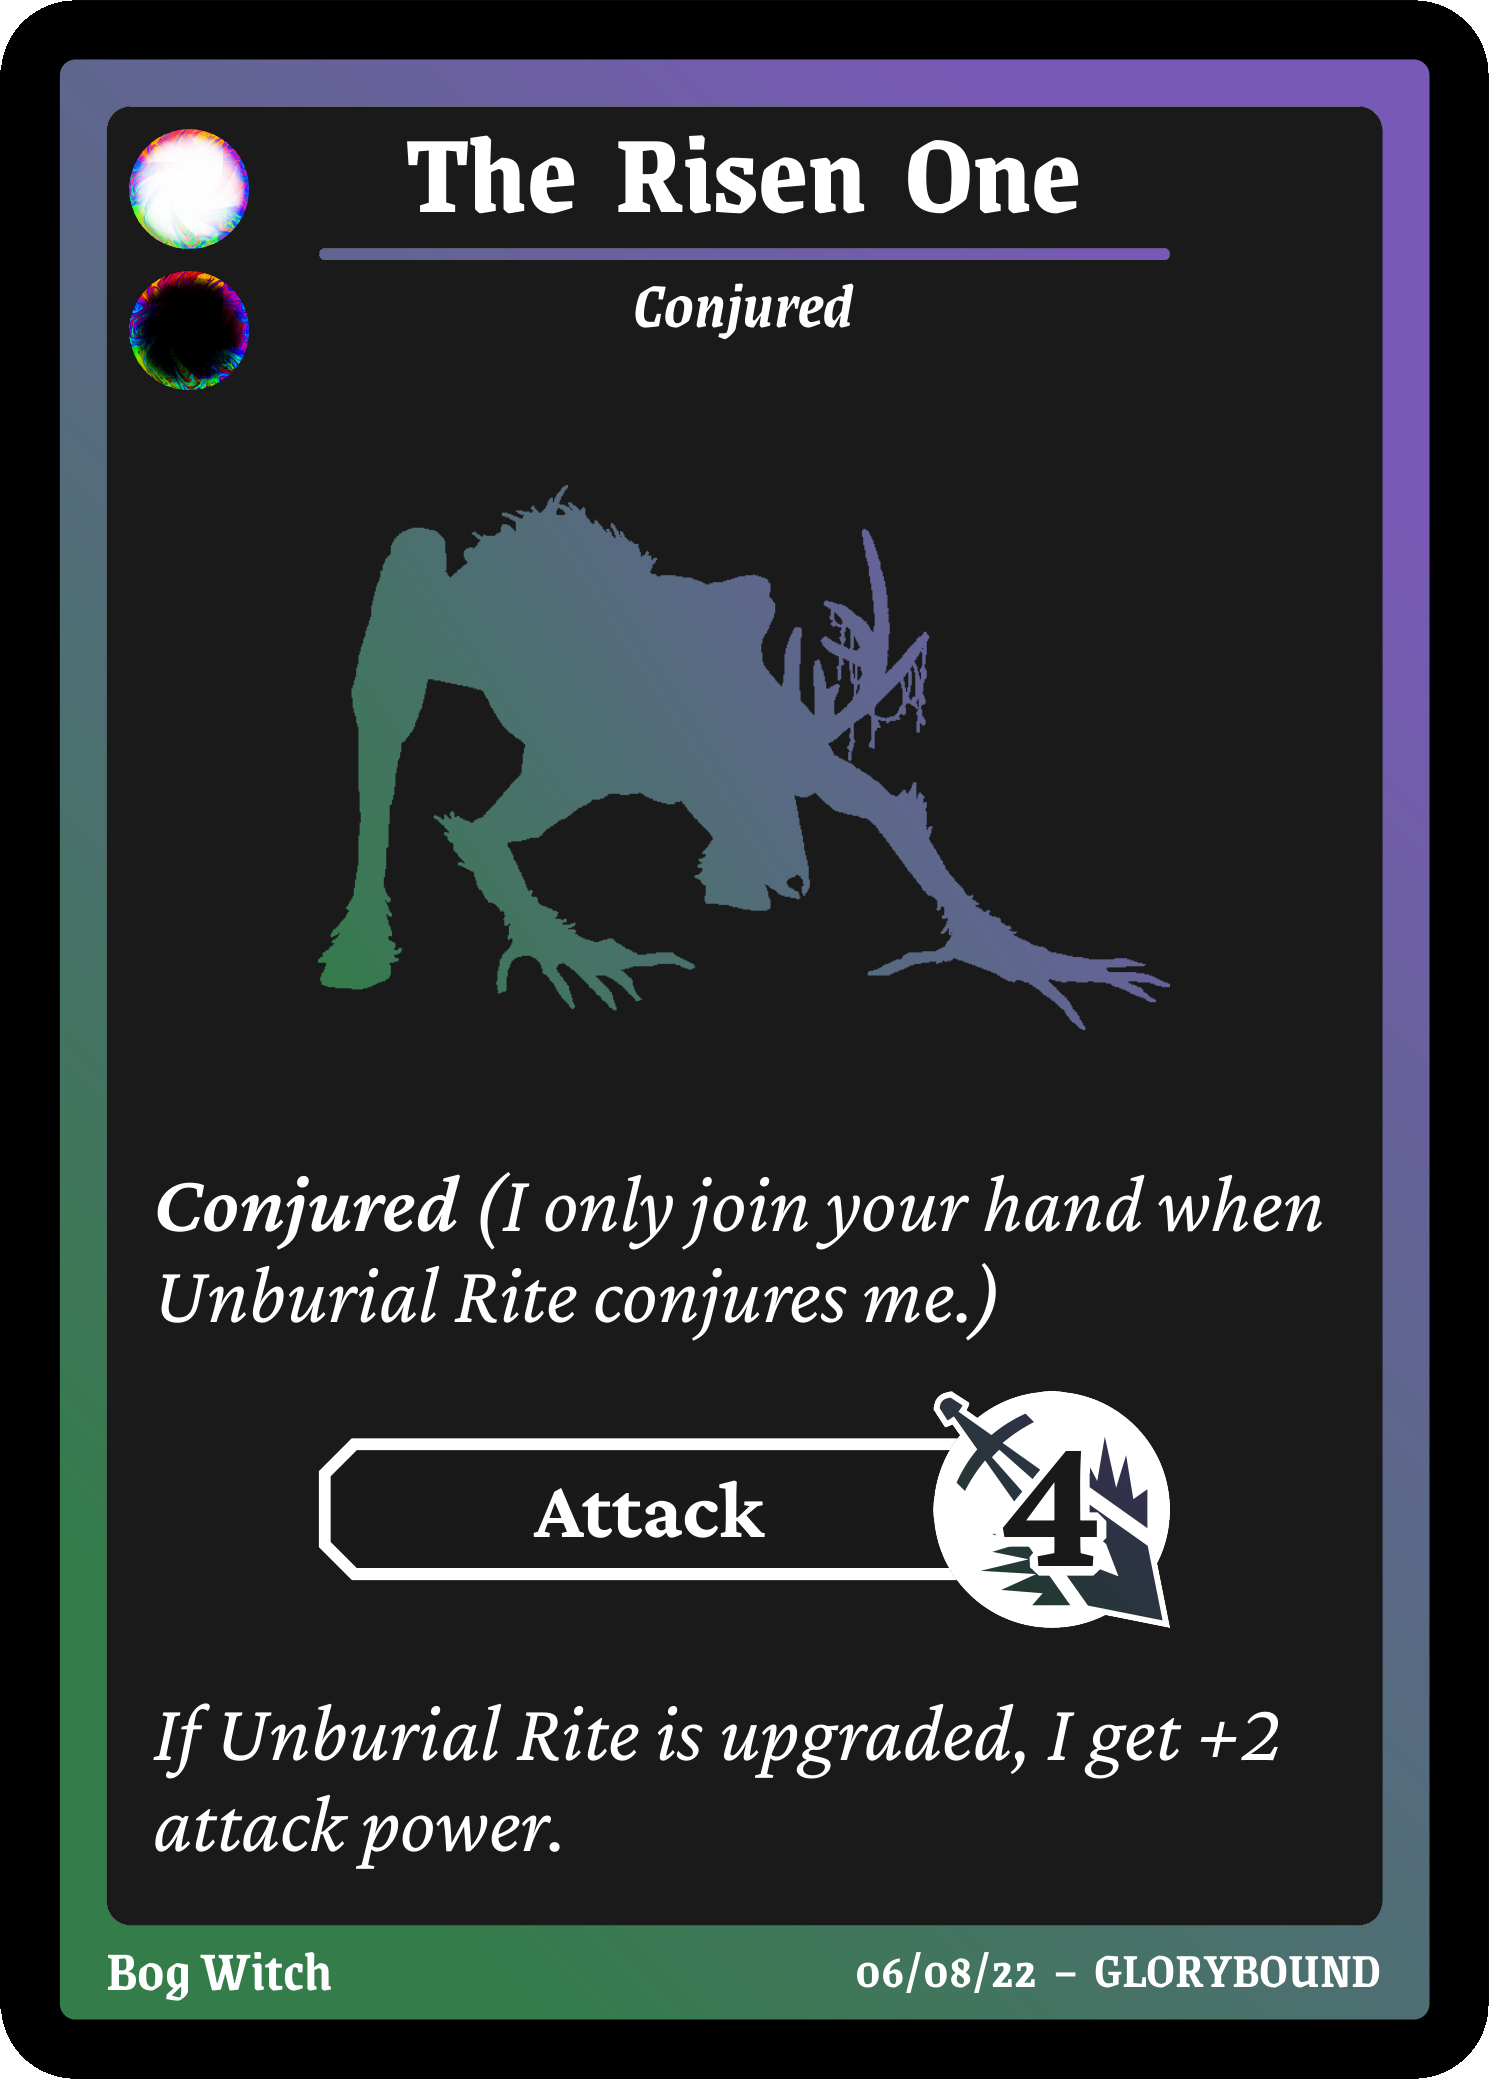 The Risen One
Conjured
Conjured (I only join your hand when
Unburial Rite conjures me.)
Attack
4
If Unburial Rite is upgraded, I get +2
attack power.
Bog Witch
06/08/22 – GLORYBOUND